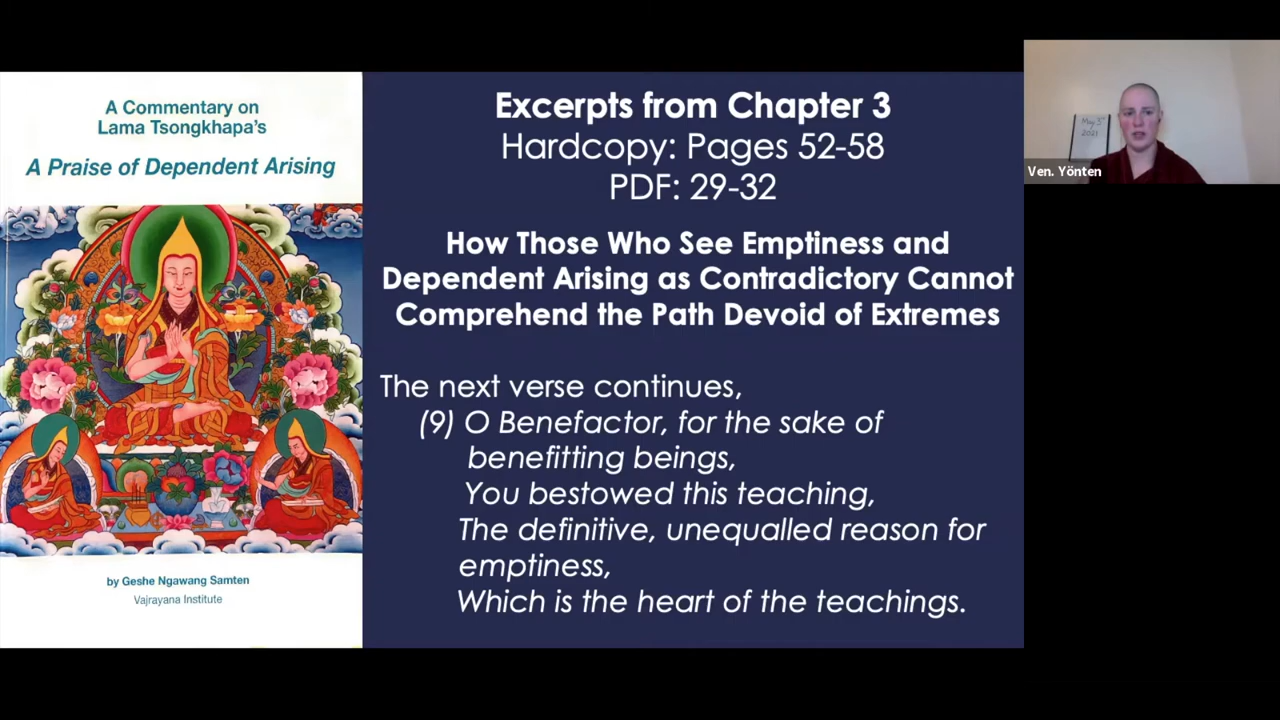 A Commentary on
Lama Tsongkhapa's
A Praise of Dependent Arising
by Geshe Ngawang Samten
Vajrayana Institute
Excerpts from Chapter 3
Hardcopy: Pages 52-58
PDF: 29-32
How Those Who See Emptiness and
Dependent Arising as Contradictory Cannot
Comprehend the Path Devoid of Extremes
The next verse continues,
(9) O Benefactor, for the sake of
benefitting beings,
You bestowed this teaching,
The definitive, unequalled reason for
emptiness,
Which is the heart of the teachings.
May 3rd
2021
Ven. Yönten